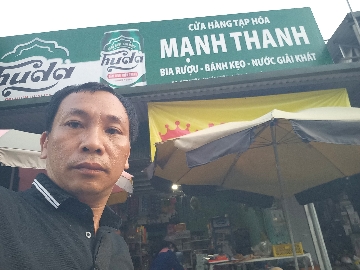 CỬA HÀNG TẠP HÓA
MẠNH THANH
BIA RƯỢU - BÁNH KẸO - NƯỚC GIẢI KHÁT
huda
huda